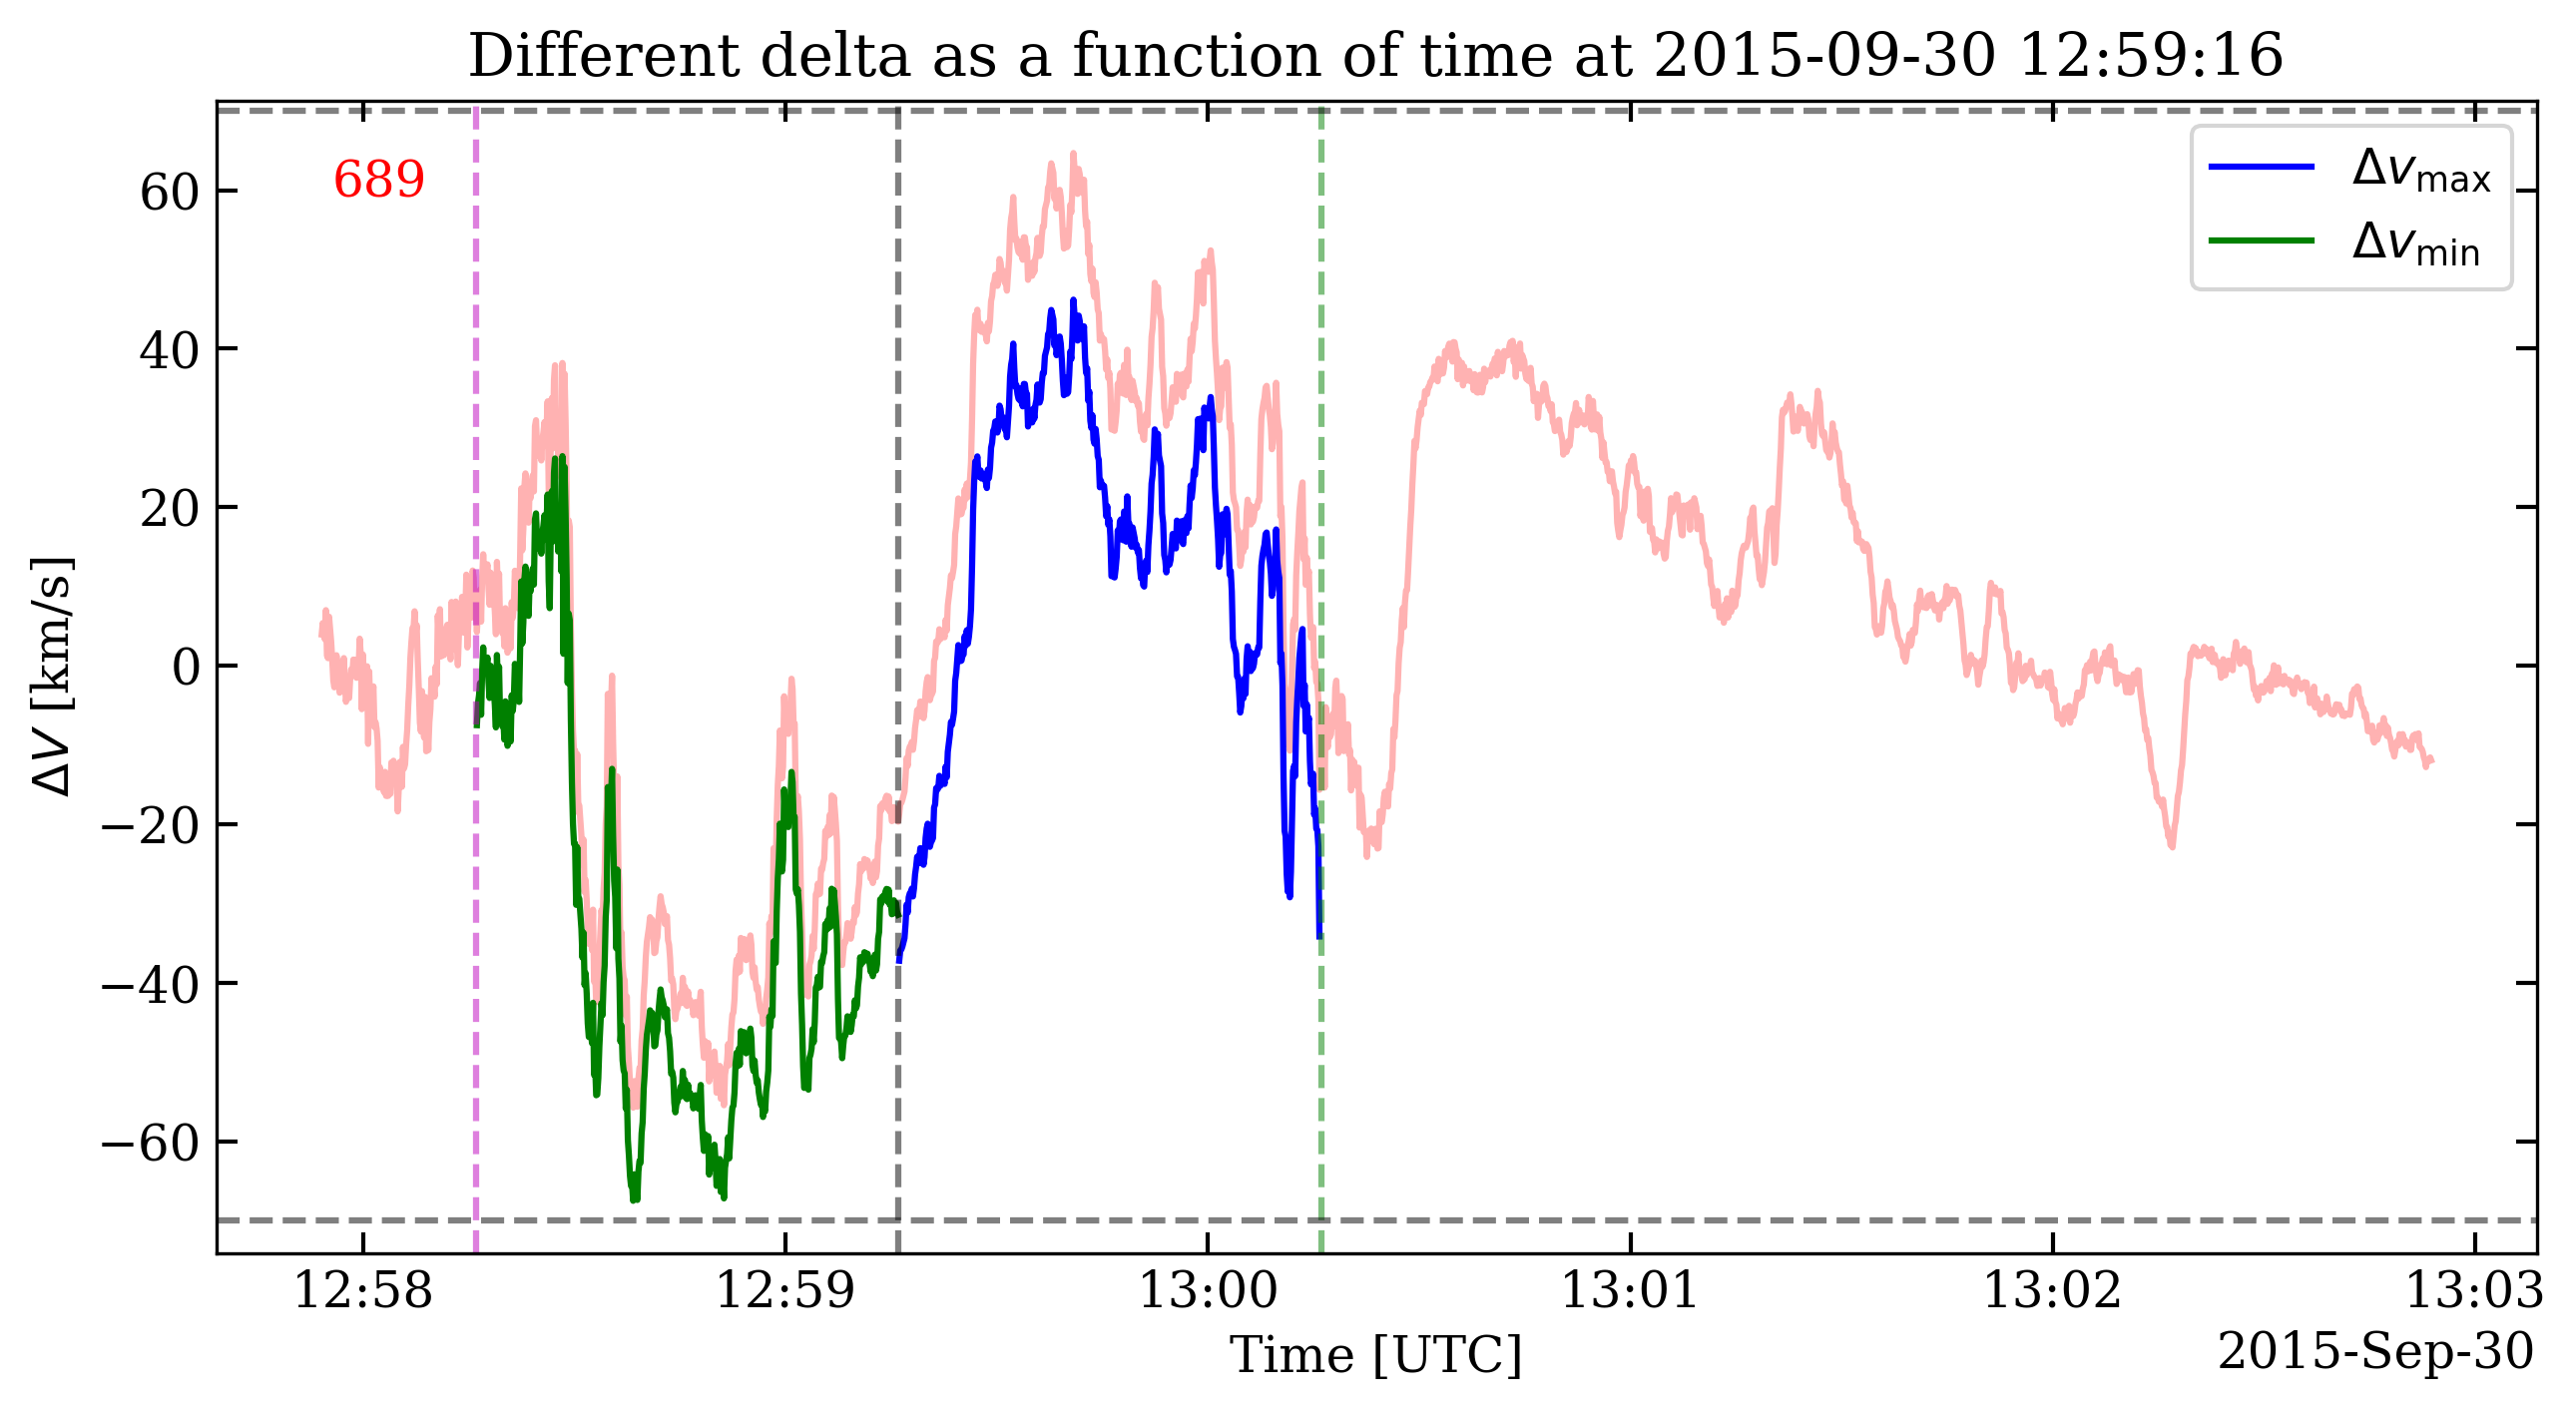 Different delta as a function of time at 2015-09-30 12:59:16
689
Δv_max
Δv_min
60
40
20
0
−20
−40
−60
ΔV [km/s]
12:58 12:59 13:00 13:01 13:02 13:03
Time [UTC]
2015-Sep-30